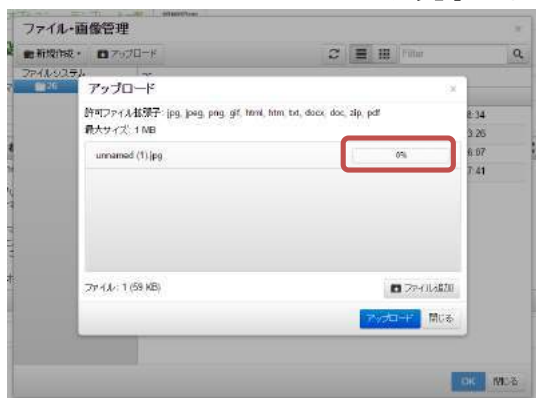 ファイル・画像管理
新規作成 アップロード Filter
ファイルシステム
26
アップロード
許可ファイル拡張子: jpg, jpeg, png, gif, html, htm, txt, docx, doc, zip, pdf
最大サイズ: 1 MB
unnamed (1).jpg 0%
ファイル: 1 (59 KB)
ファイル追加
アップロード 閉じる
OK 閉じる